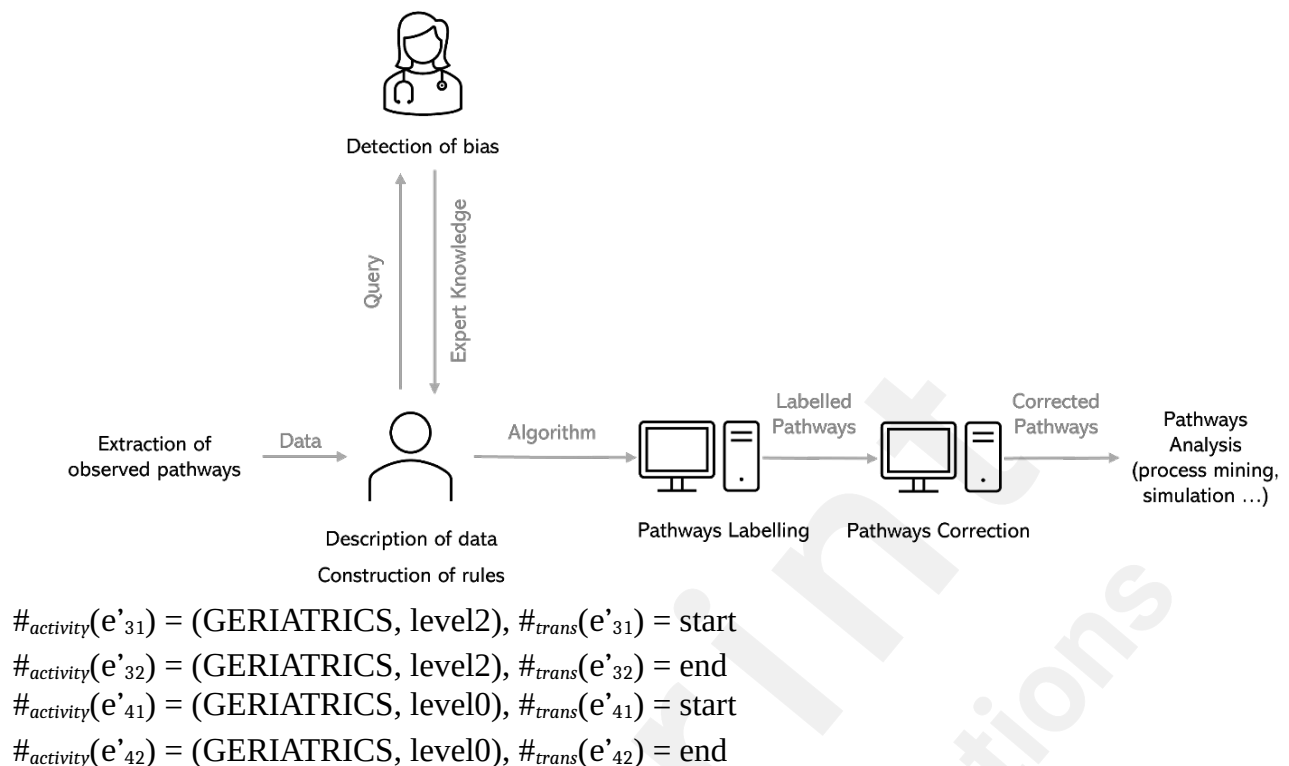 Detection of bias
Query
Expert Knowledge
Extraction of
observed pathways
Data
Algorithm
Labelled
Pathways
Corrected
Pathways
Pathways
Analysis
(process mining,
simulation ...)
Description of data
Construction of rules
Pathways Labelling
Pathways Correction
#activity(e’31) = (GERIATRICS, level2), #trans(e’31) = start
#activity(e’32) = (GERIATRICS, level2), #trans(e’32) = end
#activity(e’41) = (GERIATRICS, level0), #trans(e’41) = start
#activity(e’42) = (GERIATRICS, level0), #trans(e’42) = end